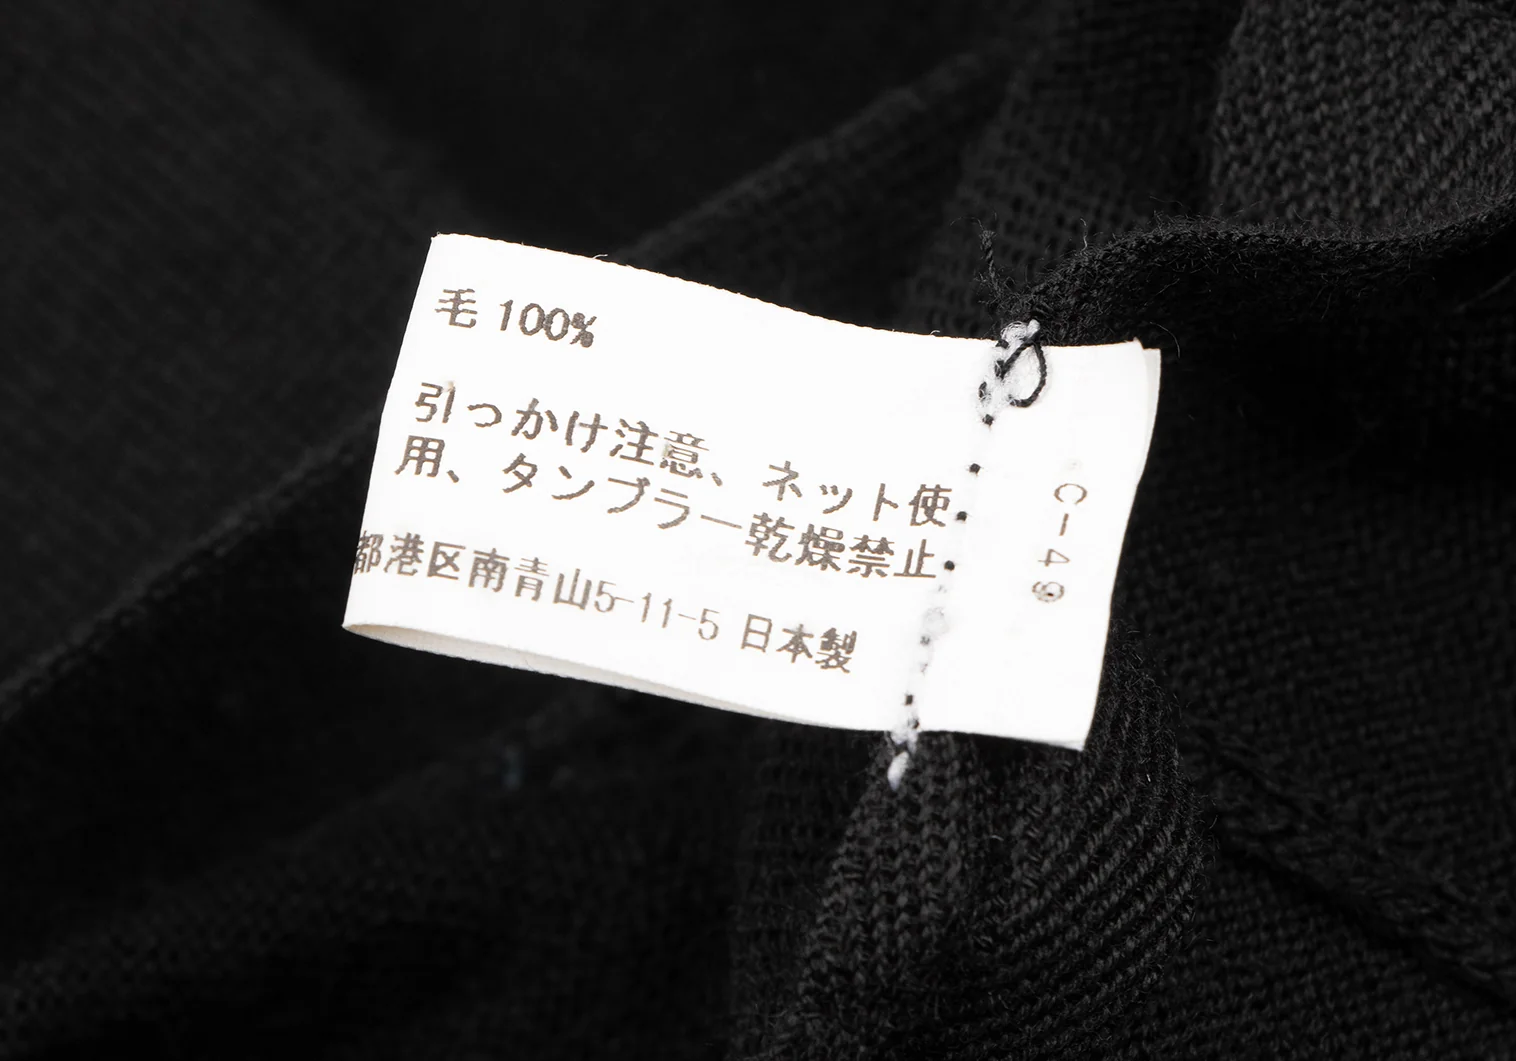 毛 100%
引っかけ注意、ネット使
用、タンブラー乾燥禁止
都港区南青山5-11-5 日本製
C-49